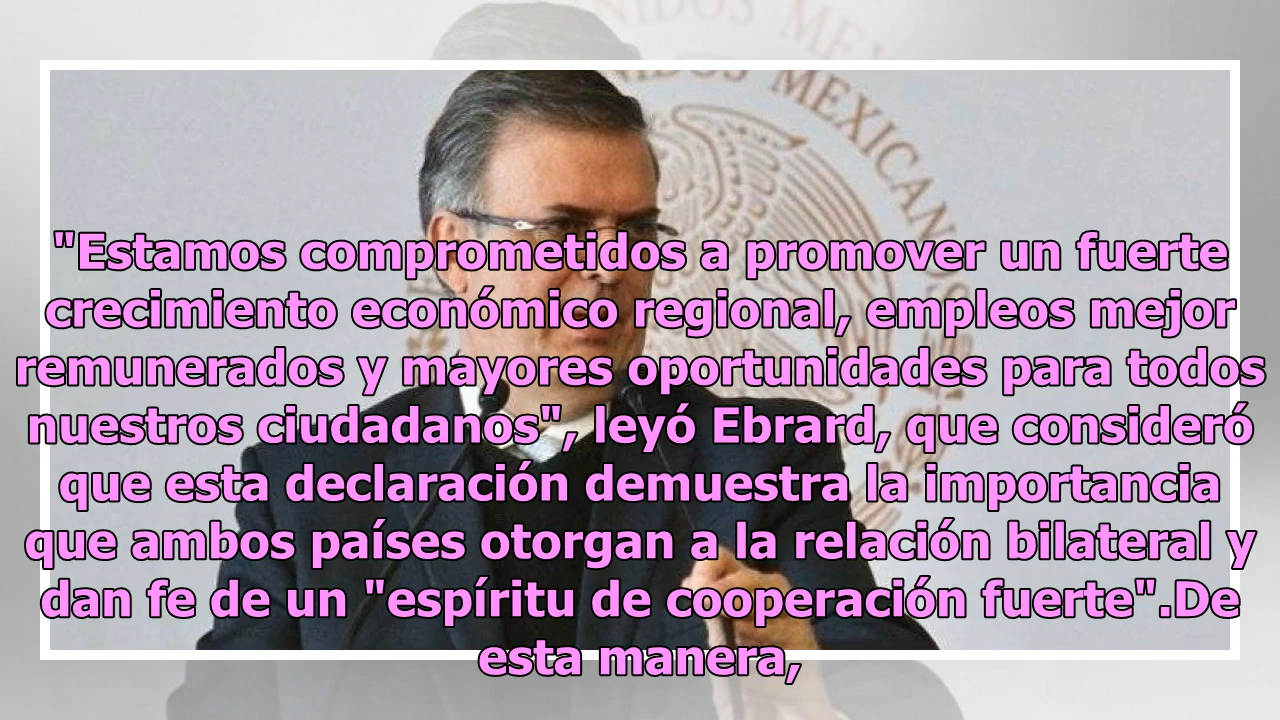 UNIDOS MEXICANOS
"Estamos comprometidos a promover un fuerte
crecimiento económico regional, empleos mejor
remunerados y mayores oportunidades para todos
nuestros ciudadanos", leyó Ebrard, que consideró
que esta declaración demuestra la importancia
que ambos países otorgan a la relación bilateral y
dan fe de un "espíritu de cooperación fuerte".De
esta manera,